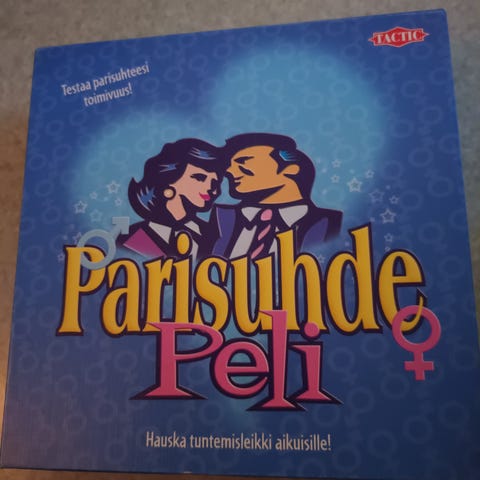 TACTIC
Testaa parisuhteesi
toimivuus!
Parisuhde
Peli
Hauska tuntemisleikki aikuisille!